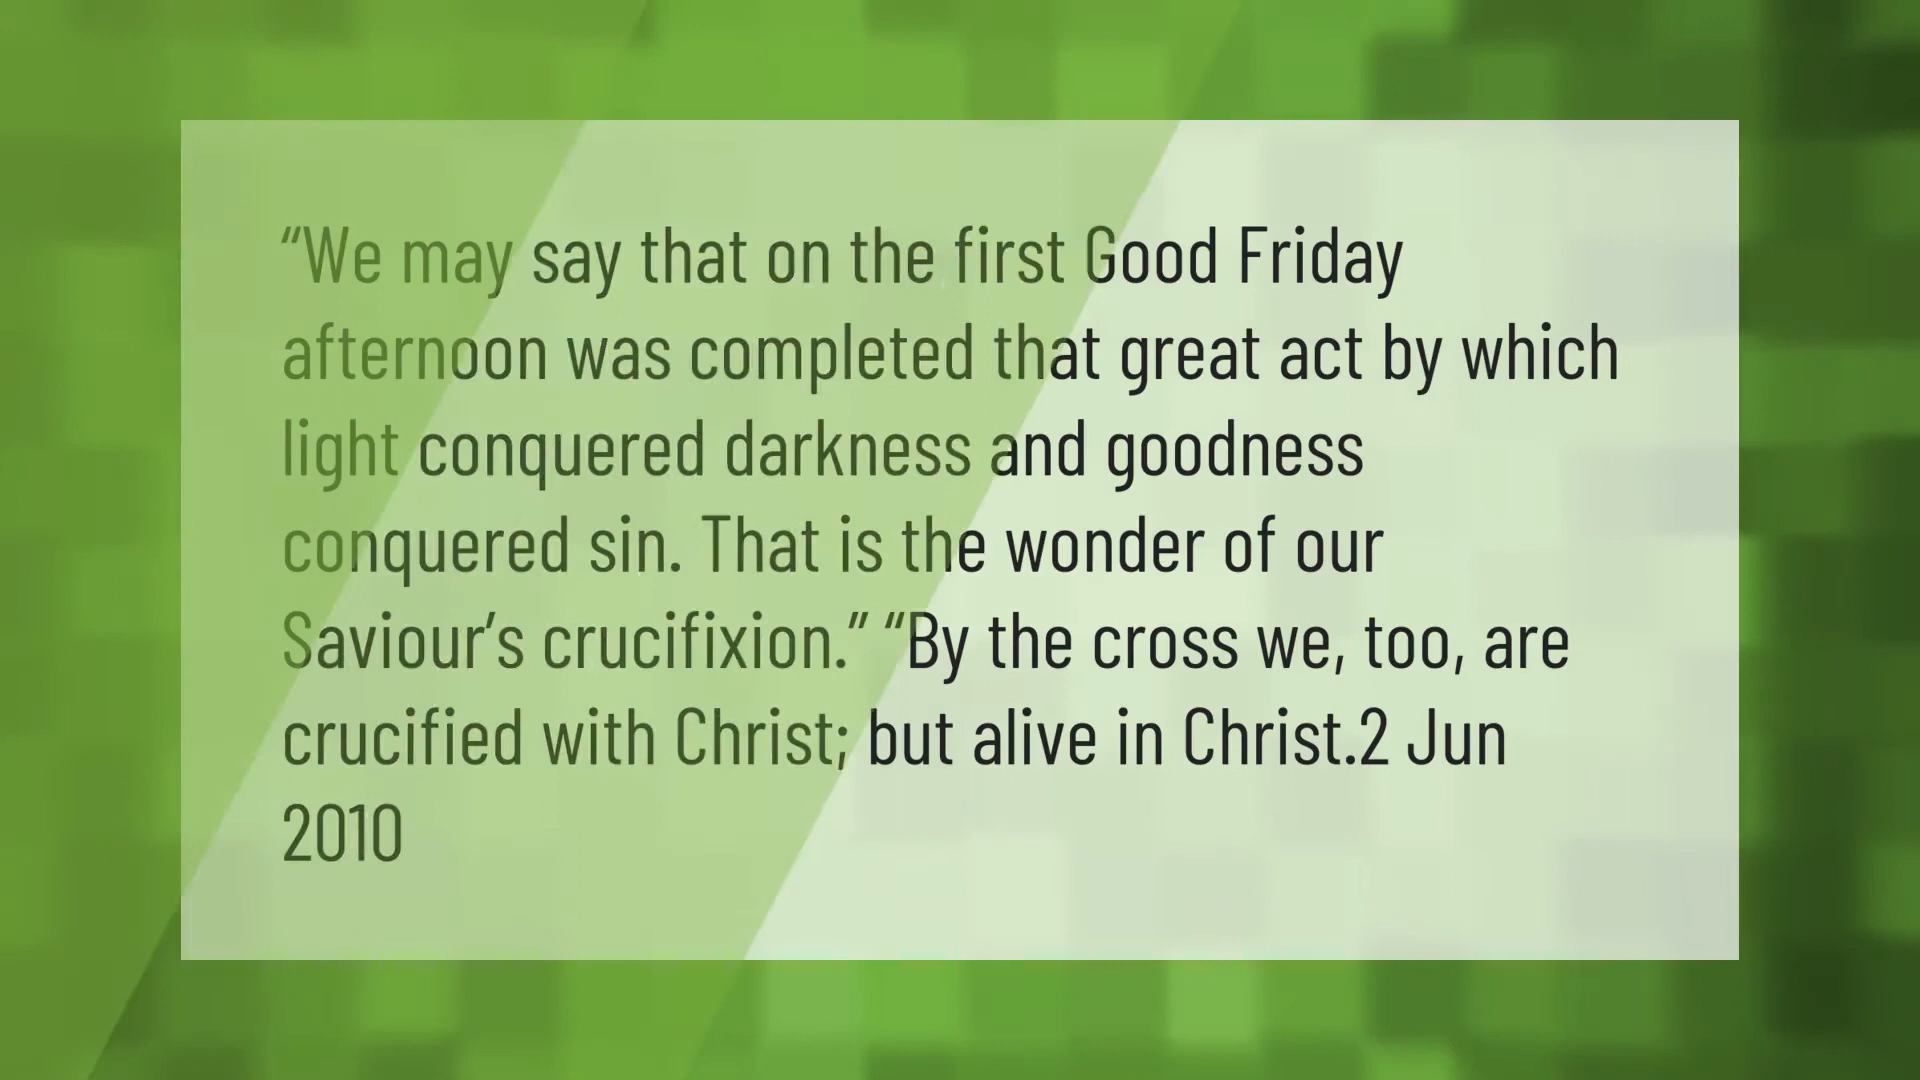 “We may say that on the first Good Friday
afternoon was completed that great act by which
light conquered darkness and goodness
conquered sin. That is the wonder of our
Saviour’s crucifixion.” “By the cross we, too, are
crucified with Christ; but alive in Christ.2 Jun
2010